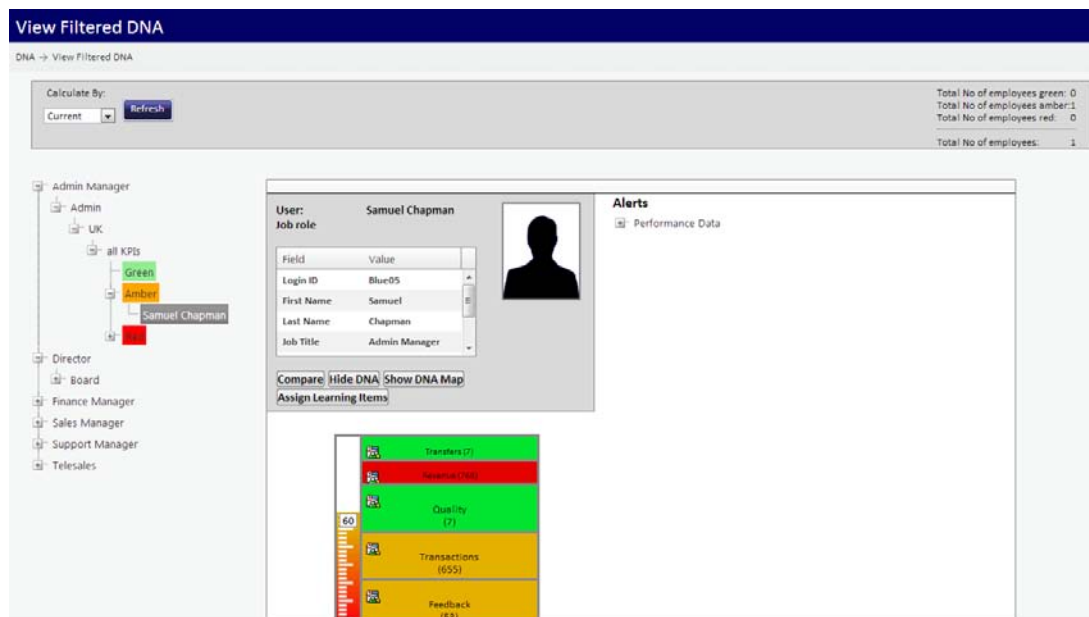 View Filtered DNA
DNA -> View Filtered DNA
Calculate By:
Current
Refresh
Total No of employees green: 0
Total No of employees amber:1
Total No of employees red: 0
Total No of employees: 1
Admin Manager
Admin
UK
all KPIs
Green
Amber
Samuel Chapman
Red
Director
Board
Finance Manager
Sales Manager
Support Manager
Telesales
User: Samuel Chapman
Job role
Field Value
Login ID Blue05
First Name Samuel
Last Name Chapman
Job Title Admin Manager
Compare Hide DNA Show DNA Map
Assign Learning Items
Alerts
Performance Data
Transfers (7)
Revenue
Quality
(7)
60
Transactions
(655)
Feedback